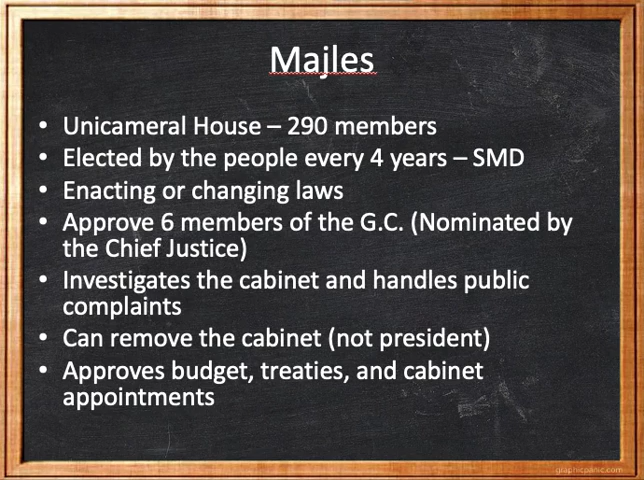 Majles
• Unicameral House – 290 members
• Elected by the people every 4 years – SMD
• Enacting or changing laws
• Approve 6 members of the G.C. (Nominated by
the Chief Justice)
• Investigates the cabinet and handles public
complaints
• Can remove the cabinet (not president)
• Approves budget, treaties, and cabinet
appointments
graphicpanic.com